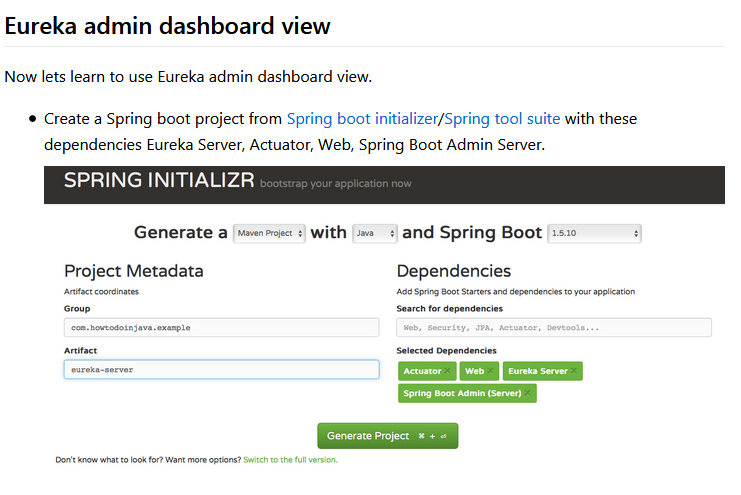 Eureka admin dashboard view
Now lets learn to use Eureka admin dashboard view.
Create a Spring boot project from Spring boot initializer/Spring tool suite with these
dependencies Eureka Server, Actuator, Web, Spring Boot Admin Server.
SPRING INITIALIZR bootstrap your application now
Generate a Maven Project with Java and Spring Boot 1.5.10
Project Metadata
Artifact coordinates
Group
com.howtodoinjava.example
Artifact
eureka-server
Dependencies
Add Spring Boot Starters and dependencies to your application
Search for dependencies
Web, Security, JPA, Actuator, Devtools...
Selected Dependencies
Actuator × Web × Eureka Server ×
Spring Boot Admin (Server) ×
Generate Project ⌘ + ⏎
Don't know what to look for? Want more options? Switch to the full version.